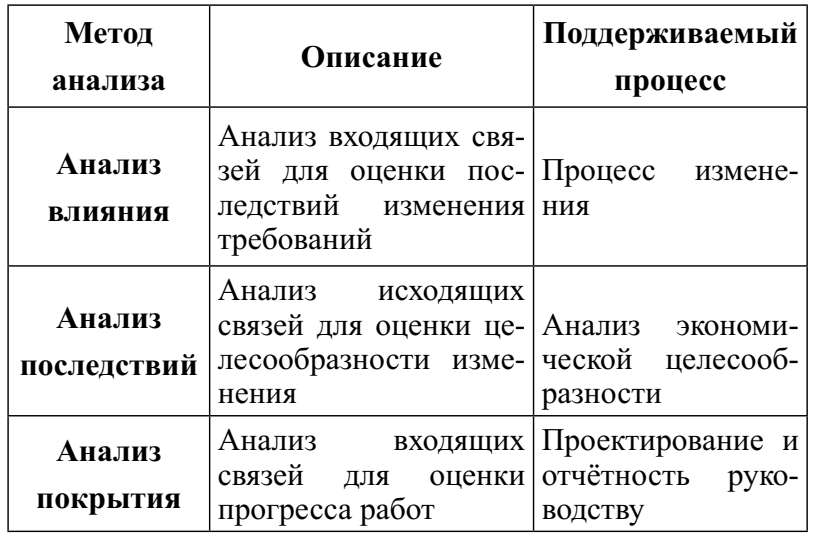 Метод
анализа
Описание
Поддерживаемый
процесс
Анализ
влияния
Анализ входящих свя-
зей для оценки пос-
ледствий изменения
требований
Процесс измене-
ния
Анализ
последствий
Анализ исходящих
связей для оценки це-
лесообразности изме-
нения
Анализ экономи-
ческой целесооб-
разности
Анализ
покрытия
Анализ входящих
связей для оценки
прогресса работ
Проектирование и
отчётность руко-
водству